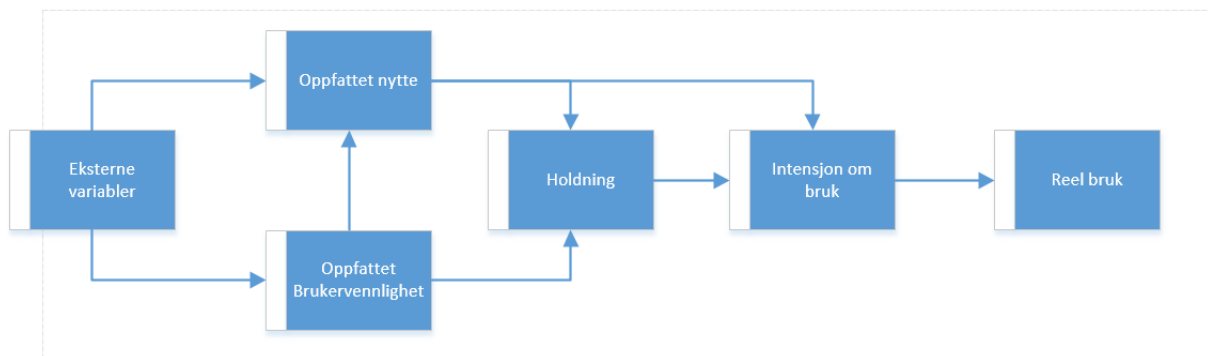 Oppfattet nytte
Eksterne
variabler
Holdning
Intensjon om
bruk
Reel bruk
Oppfattet
Brukervennlighet